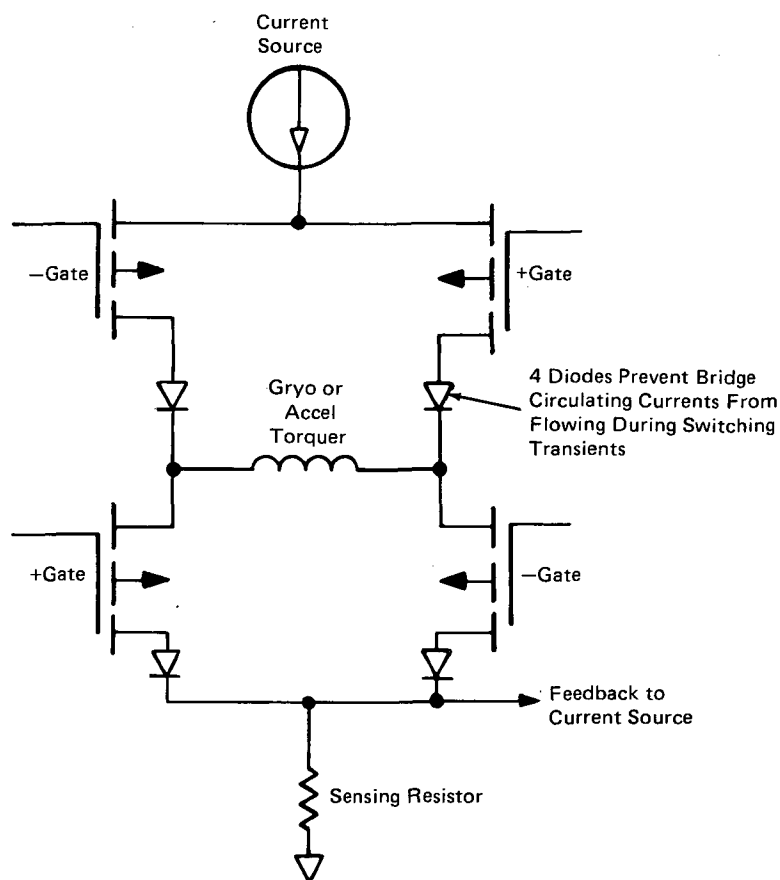 Current
Source
–Gate
+Gate
Gryo or
Accel
Torquer
4 Diodes Prevent Bridge
Circulating Currents From
Flowing During Switching
Transients
+Gate
–Gate
Feedback to
Current Source
Sensing Resistor